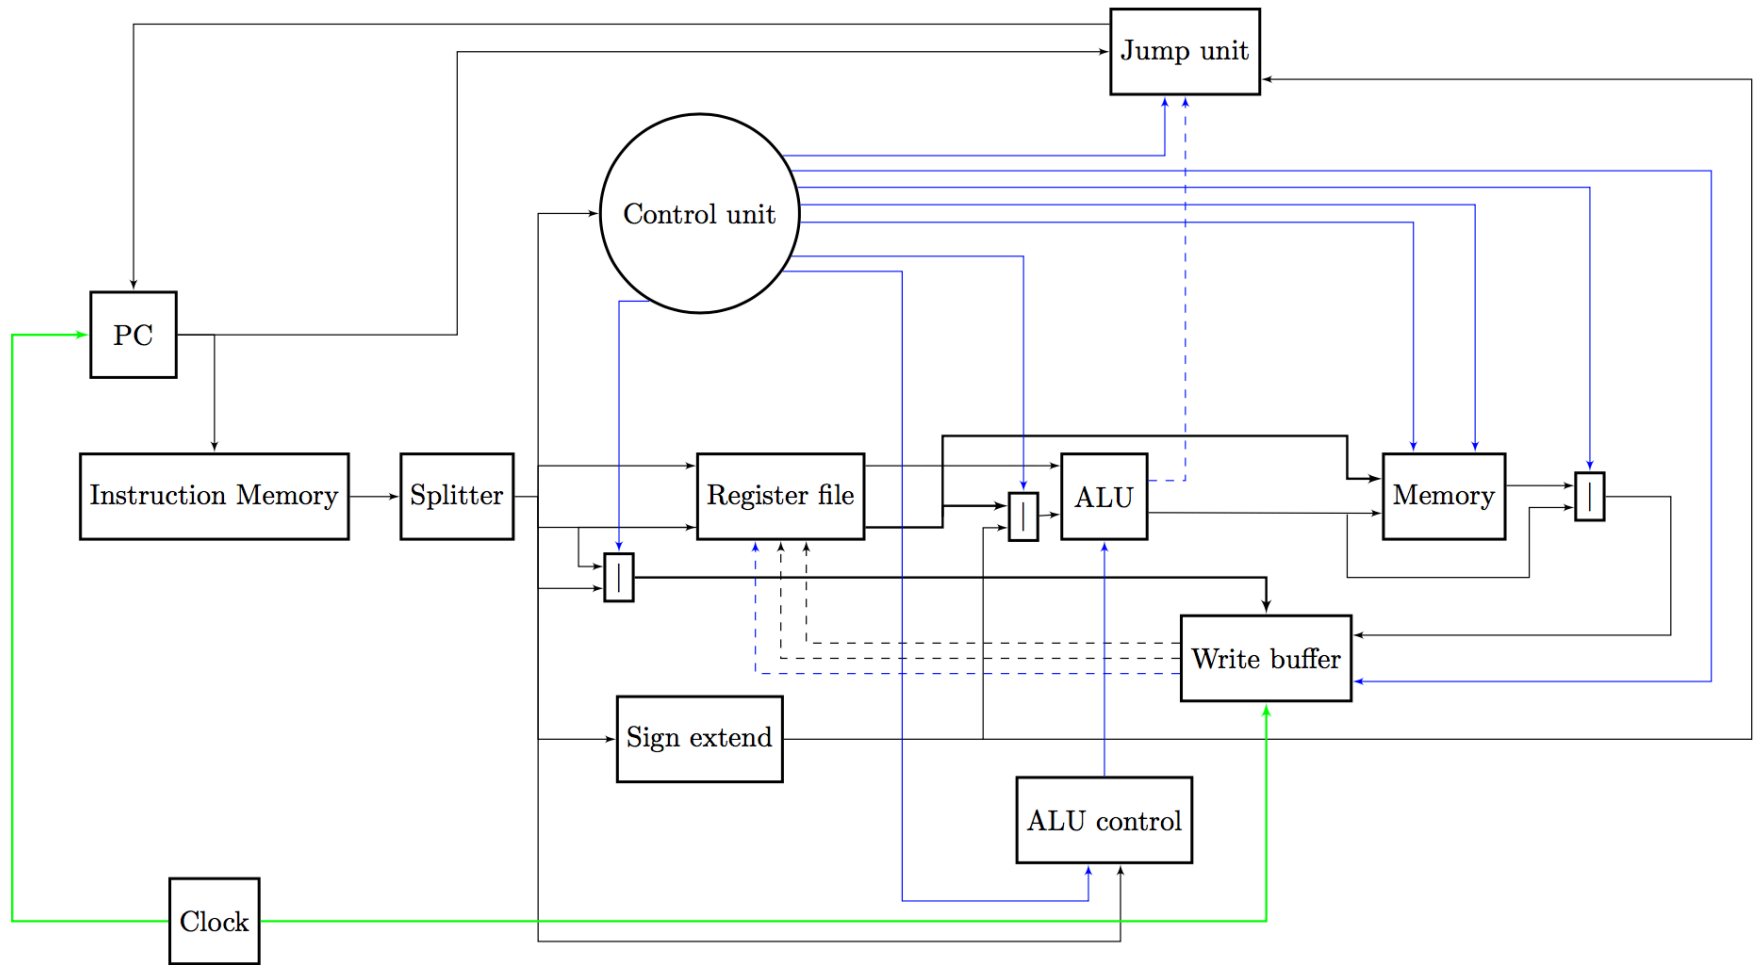 Jump unit
Control unit
PC
Instruction Memory
Splitter
Register file
|
ALU
Memory
|
|
Write buffer
Sign extend
ALU control
Clock